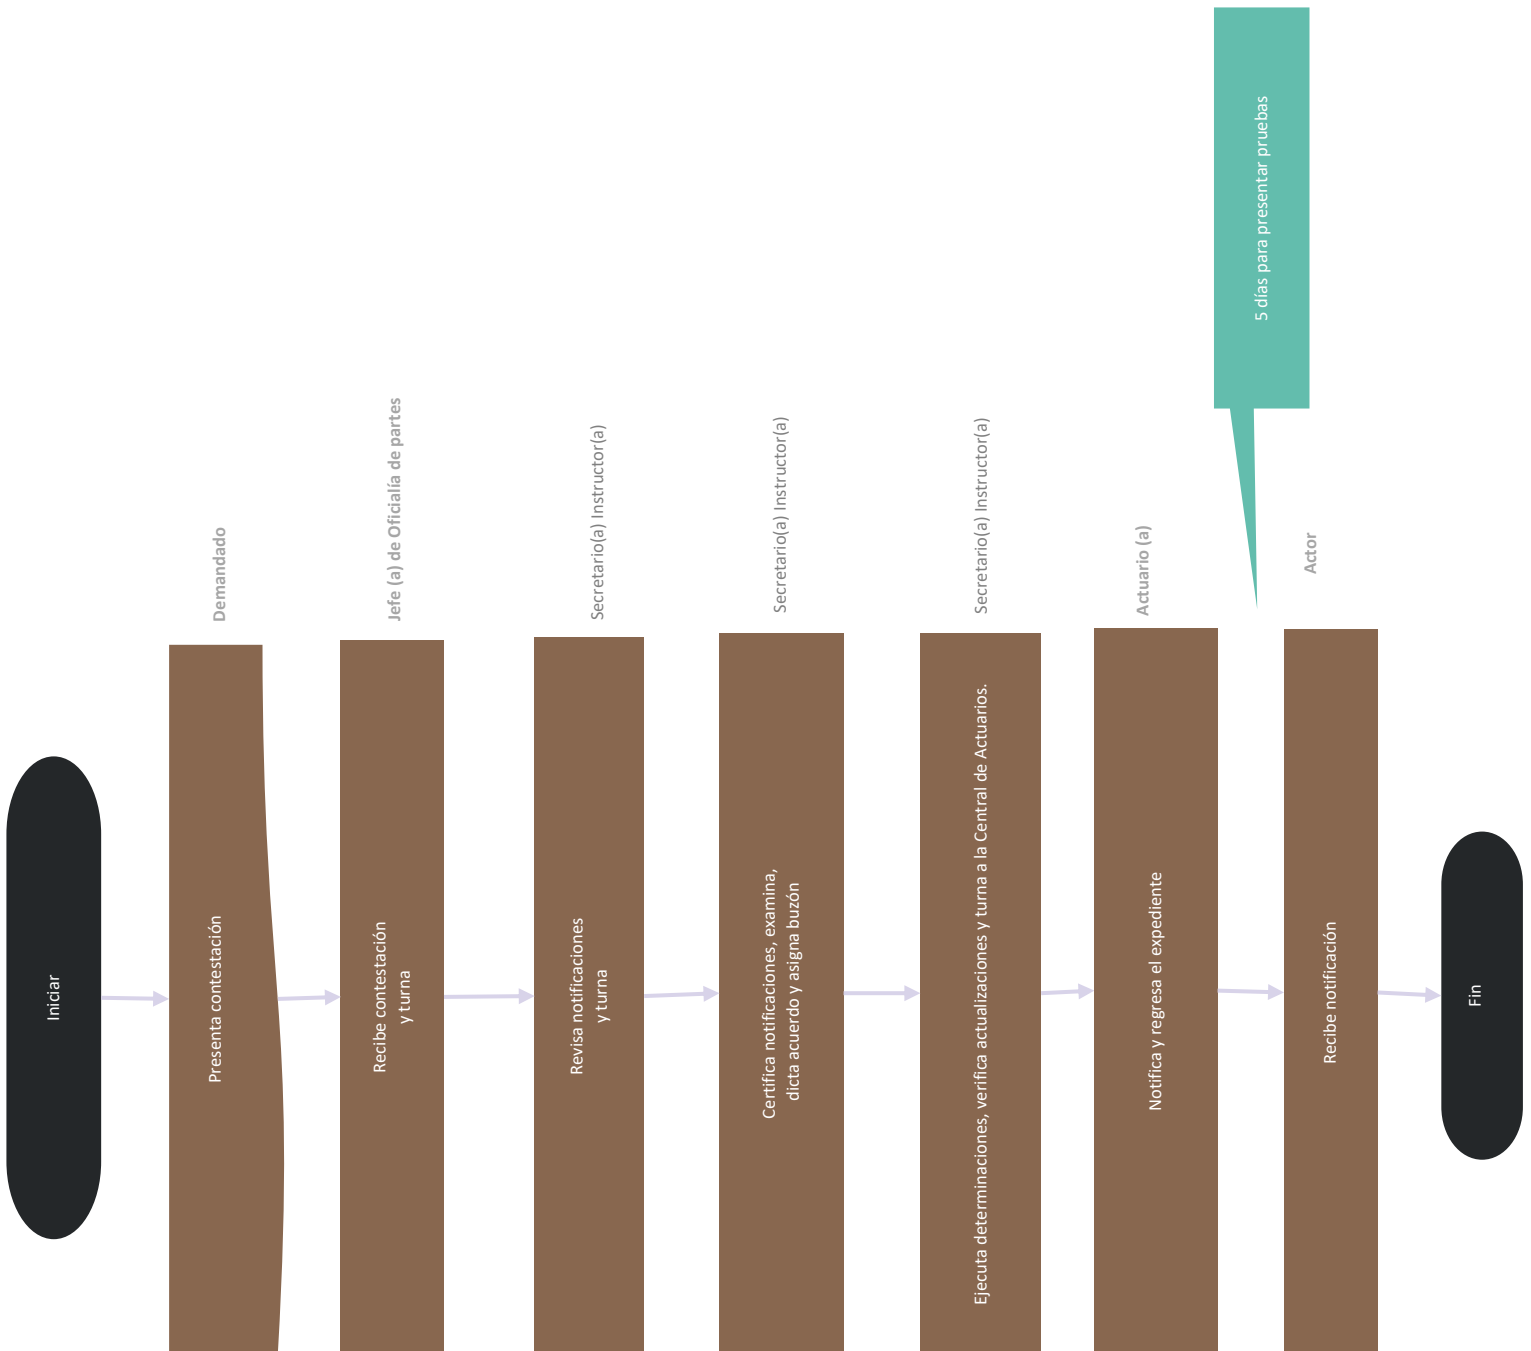 Iniciar
Demandado
Presenta contestación
Jefe (a) de Oficialía de partes
Recibe contestación
y turna
Secretario(a) Instructor(a)
Revisa notificaciones
y turna
Secretario(a) Instructor(a)
Certifica notificaciones, examina,
dicta acuerdo y asigna buzón
Secretario(a) Instructor(a)
Ejecuta determinaciones, verifica actualizaciones y turna a la Central de Actuarios.
Actuario (a)
Notifica y regresa el expediente
5 días para presentar pruebas
Actor
Recibe notificación
Fin